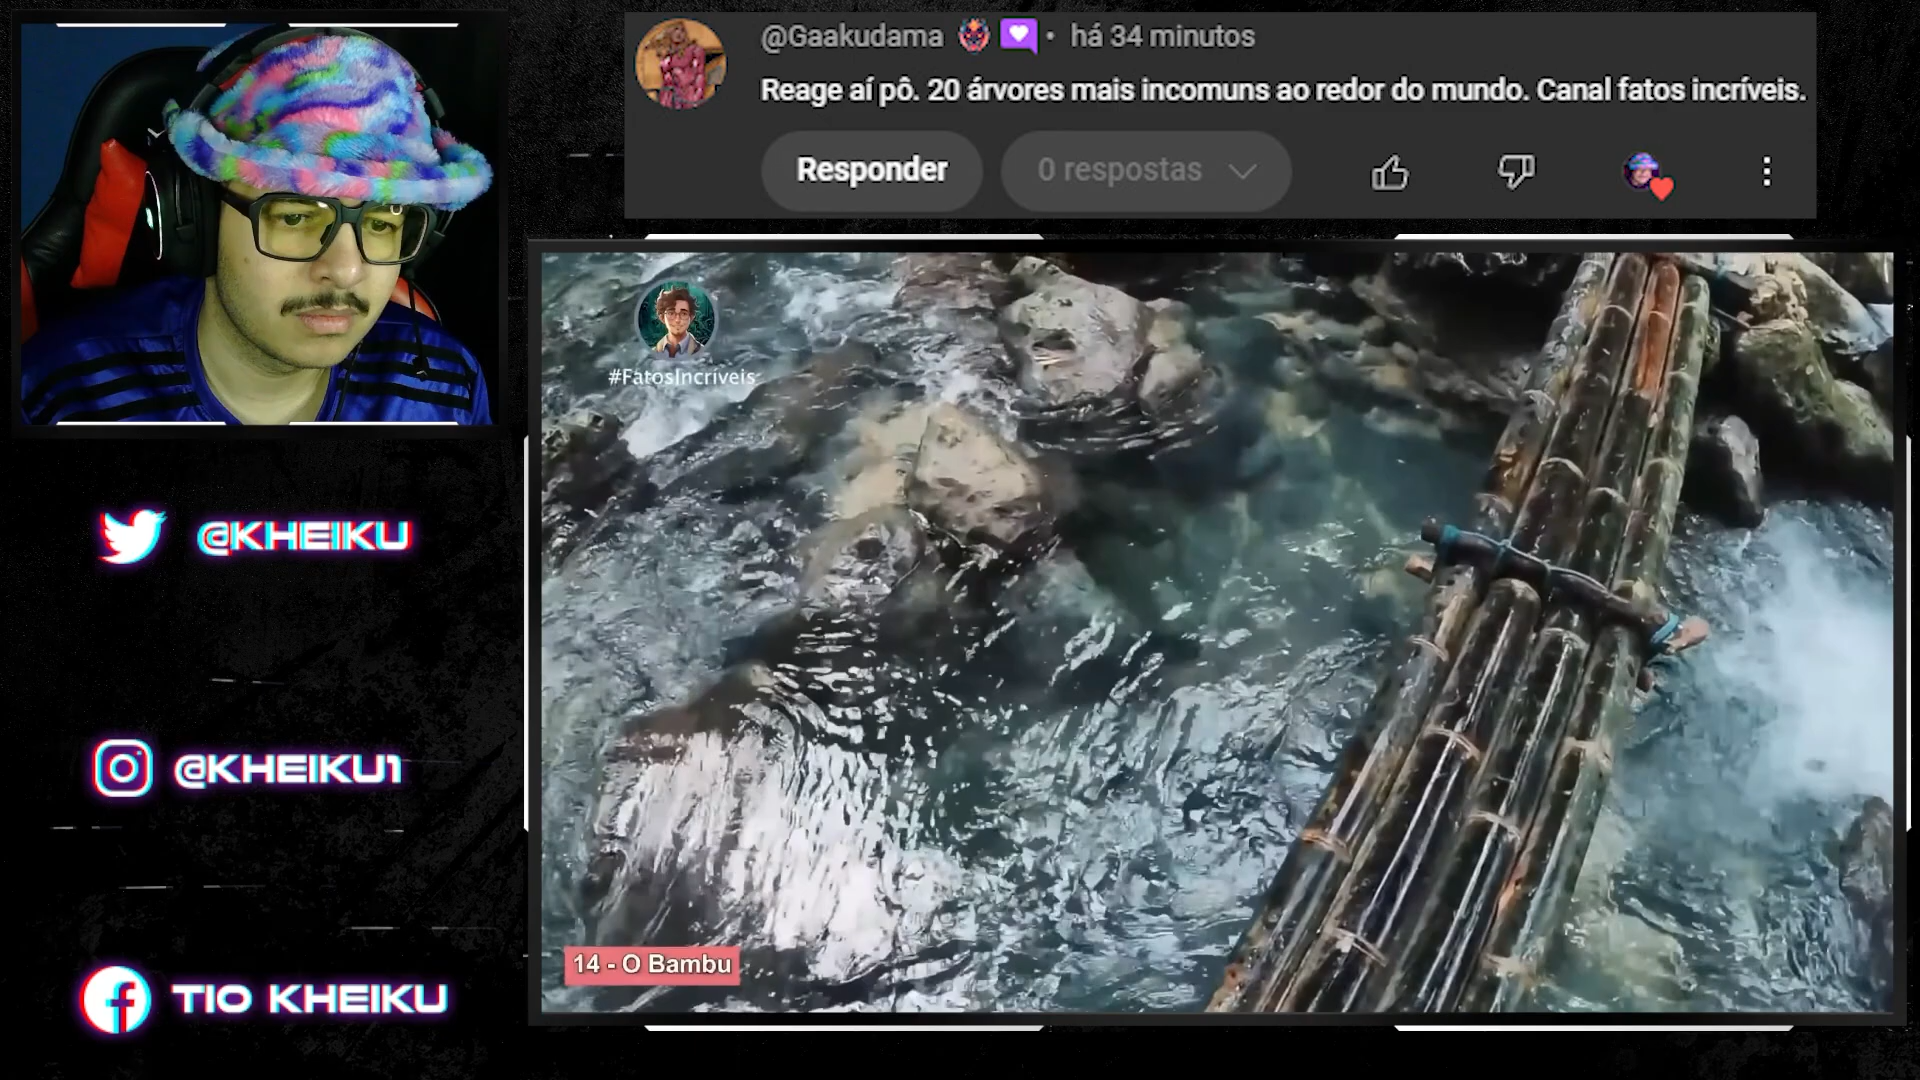 @Gaakudama • há 34 minutos
Reage aí pô. 20 árvores mais incomuns ao redor do mundo. Canal fatos incríveis.
Responder
0 respostas
#FatosIncríveis
@KHEIKU
@KHEIKU1
TIO KHEIKU
14 - O Bambu